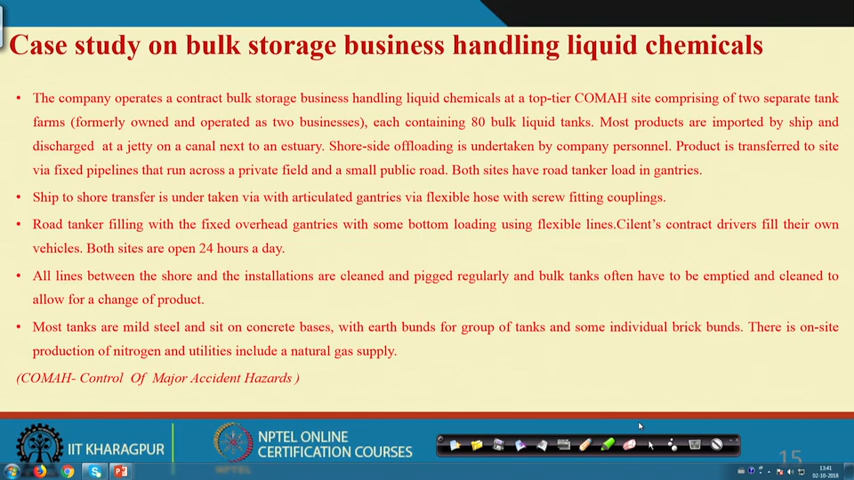 Case study on bulk storage business handling liquid chemicals
• The company operates a contract bulk storage business handling liquid chemicals at a top-tier COMAH site comprising of two separate tank
farms (formerly owned and operated as two businesses), each containing 80 bulk liquid tanks. Most products are imported by ship and
discharged at a jetty on a canal next to an estuary. Shore-side offloading is undertaken by company personnel. Product is transferred to site
via fixed pipelines that run across a private field and a small public road. Both sites have road tanker load in gantries.
• Ship to shore transfer is under taken via with articulated gantries via flexible hose with screw fitting couplings.
• Road tanker filling with the fixed overhead gantries with some bottom loading using flexible lines.Cilent's contract drivers fill their own
vehicles. Both sites are open 24 hours a day.
• All lines between the shore and the installations are cleaned and pigged regularly and bulk tanks often have to be emptied and cleaned to
allow for a change of product.
• Most tanks are mild steel and sit on concrete bases, with earth bunds for group of tanks and some individual brick bunds. There is on-site
production of nitrogen and utilities include a natural gas supply.
(COMAH- Control Of Major Accident Hazards )
IIT KHARAGPUR
NPTEL ONLINE
CERTIFICATION COURSES
NPTEL
15
13:41
02-10-2018